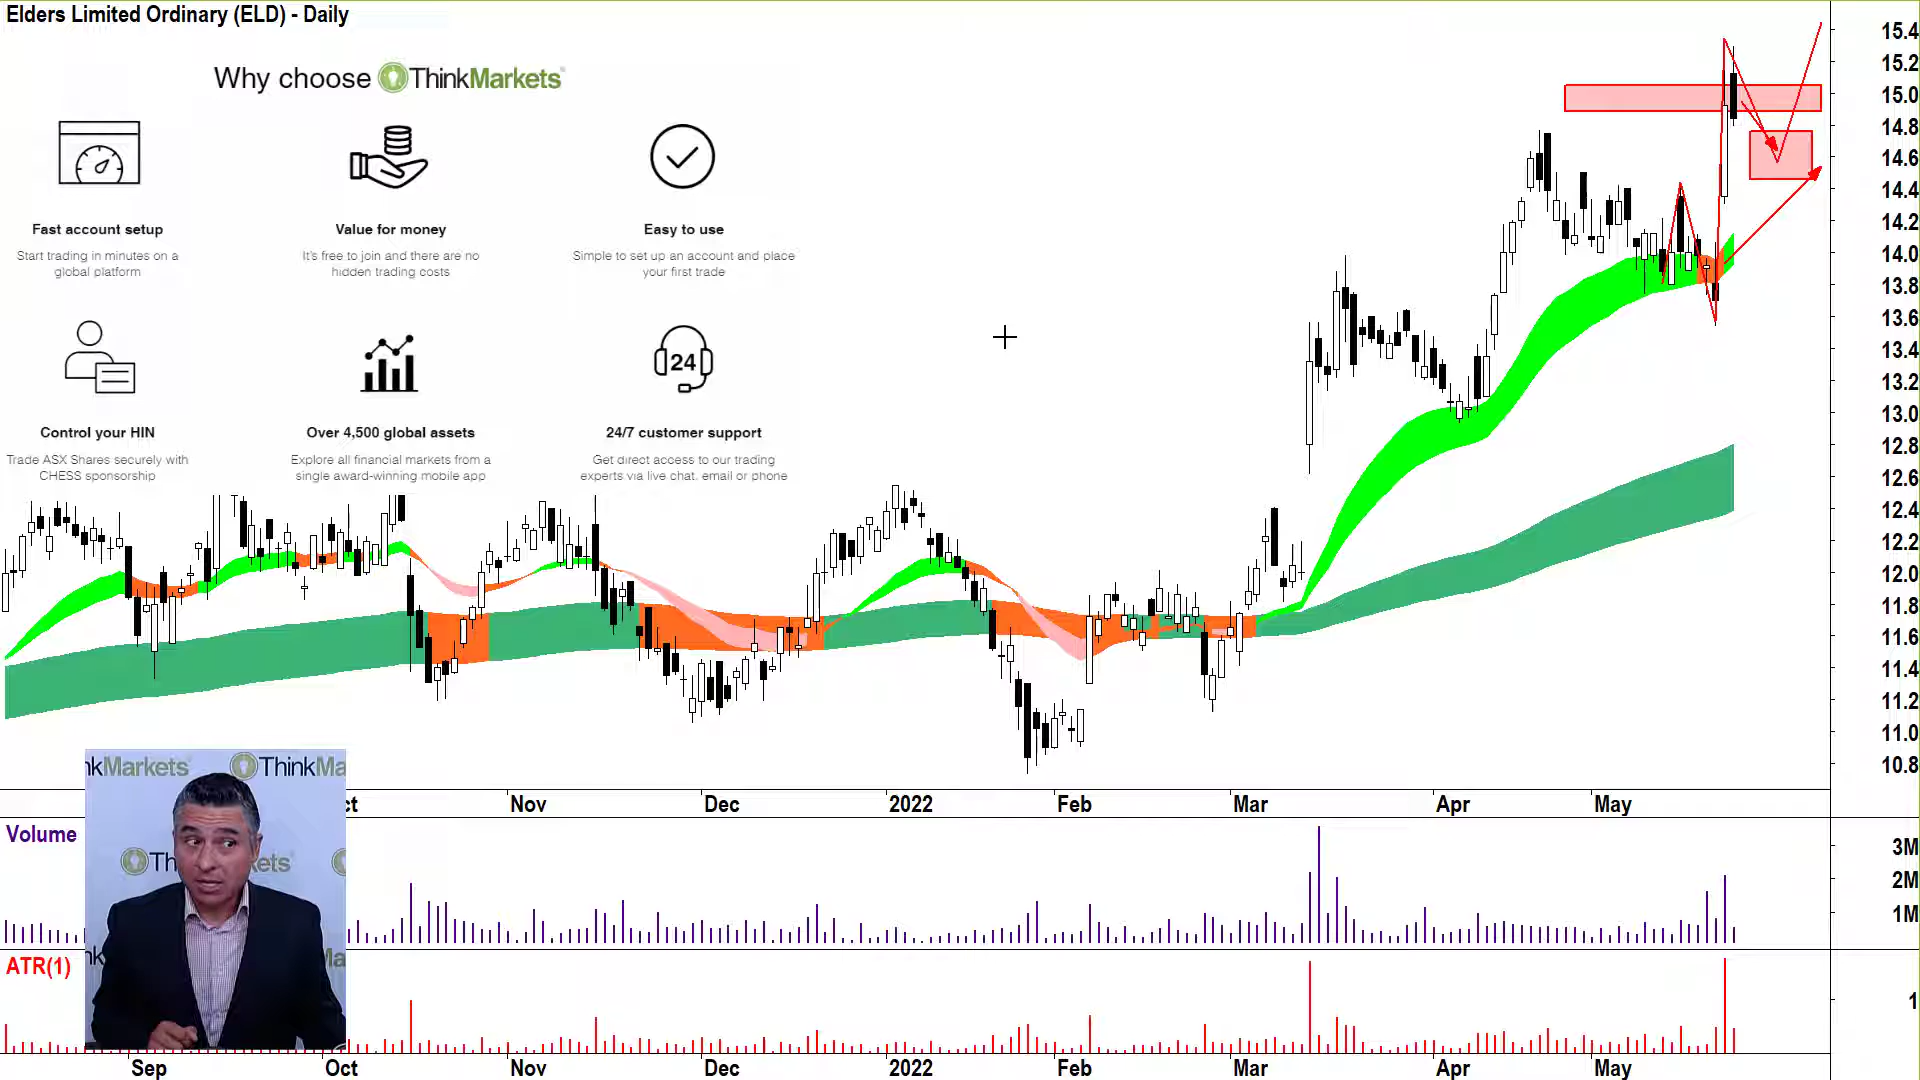 Elders Limited Ordinary (ELD) - Daily
Why choose ThinkMarkets
Fast account setup
Start trading in minutes on a
global platform
Value for money
It's free to join and there are no
hidden trading costs
Easy to use
Simple to set up an account and place
your first trade
24
Control your HIN
Trade ASX Shares securely with
CHESS sponsorship
Over 4,500 global assets
Explore all financial markets from a
single award-winning mobile app
24/7 customer support
Get direct access to our trading
experts via live chat, email or phone
15.4
15.2
15.0
14.8
14.6
14.4
14.2
14.0
13.8
13.6
13.4
13.2
13.0
12.8
12.6
12.4
12.2
12.0
11.8
11.6
11.4
11.2
11.0
10.8
ct
Nov
Dec
2022
Feb
Mar
Apr
May
Volume
3M
2M
1M
nkMarkets
ThinkMa
Th
kets
nk
Ma
ATR(1)
1
Sep
Oct
Nov
Dec
2022
Feb
Mar
Apr
May